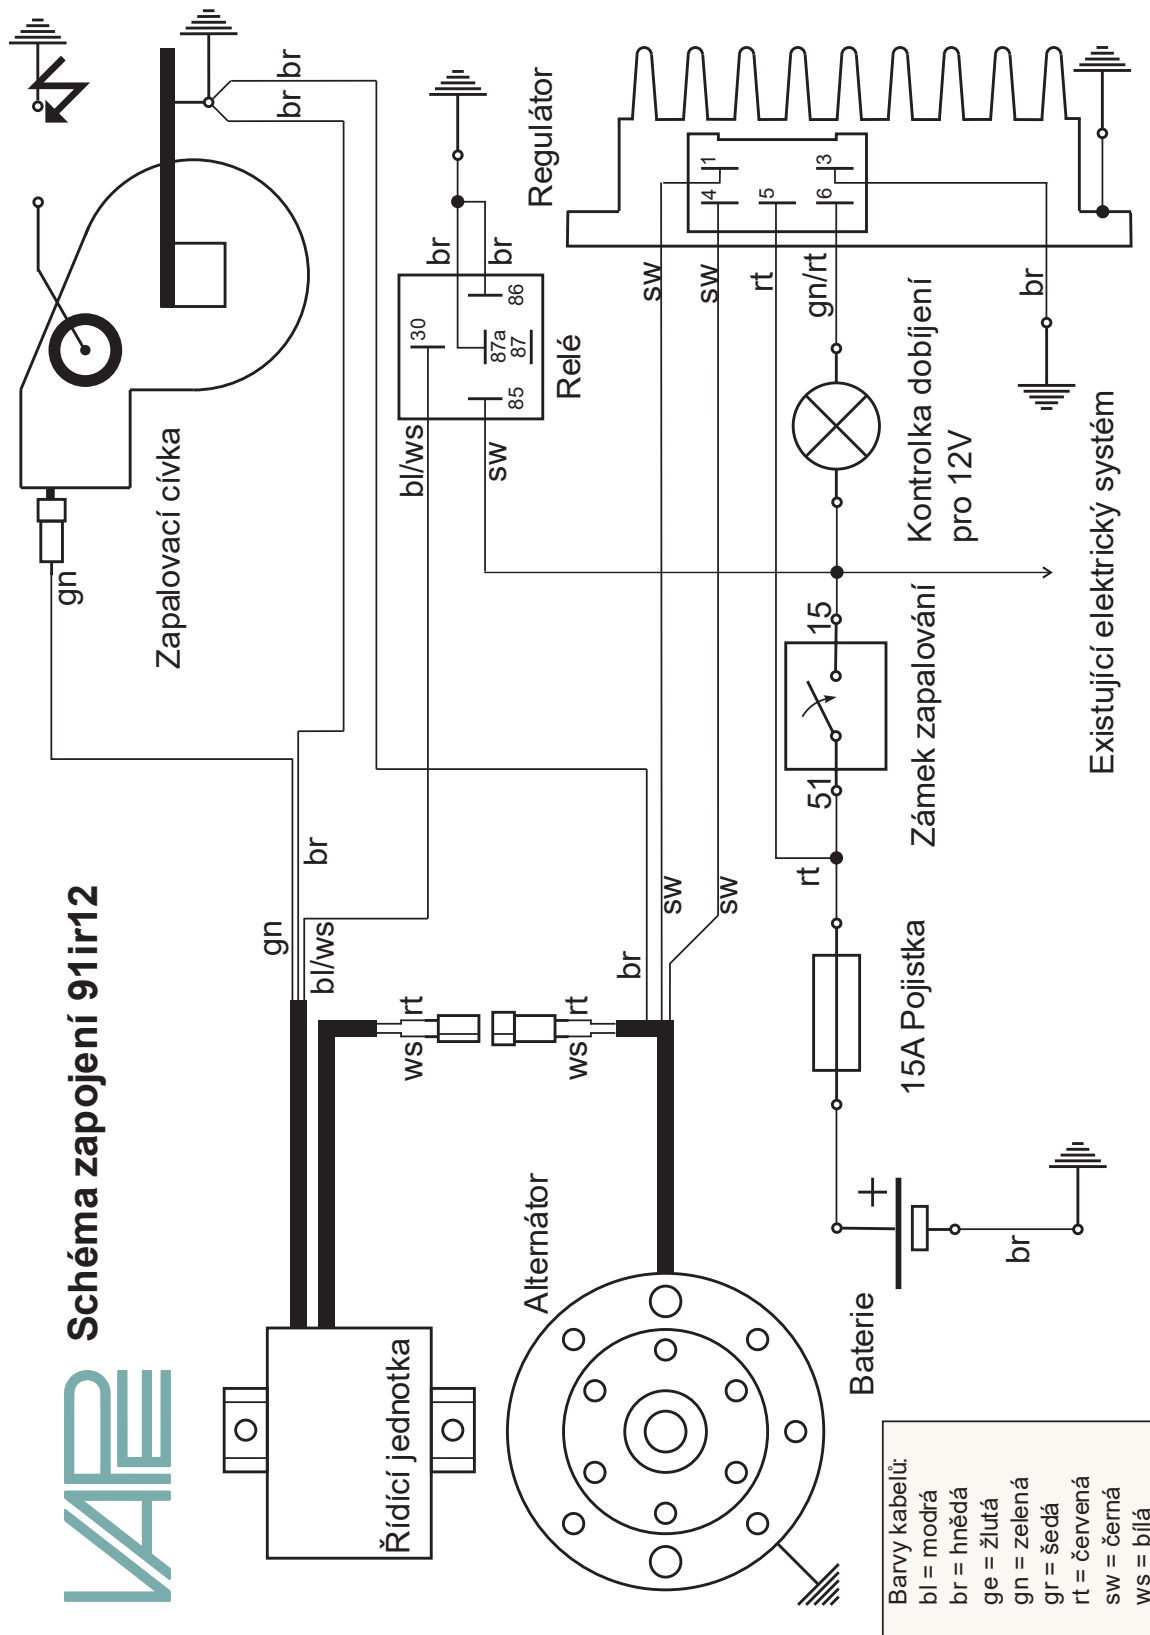 VAPE
Schéma zapojení 91ir12
Zapalovací cívka
gn
br
br
gn
br
bl/ws
Řídící jednotka
ws
rt
ws
rt
br
sw
sw
Alternátor
Relé
30
87a
87
86
85
br
br
bl/ws
sw
Regulátor
1
3
4
5
6
sw
sw
rt
gn/rt
br
Kontrolka dobíjení
pro 12V
15
Zámek zapalování
51
rt
Existující elektrický systém
15A Pojistka
+
Baterie
br
Barvy kabelů:
bl = modrá
br = hnědá
ge = žlutá
gn = zelená
gr = šedá
rt = červená
sw = černá
ws = bílá